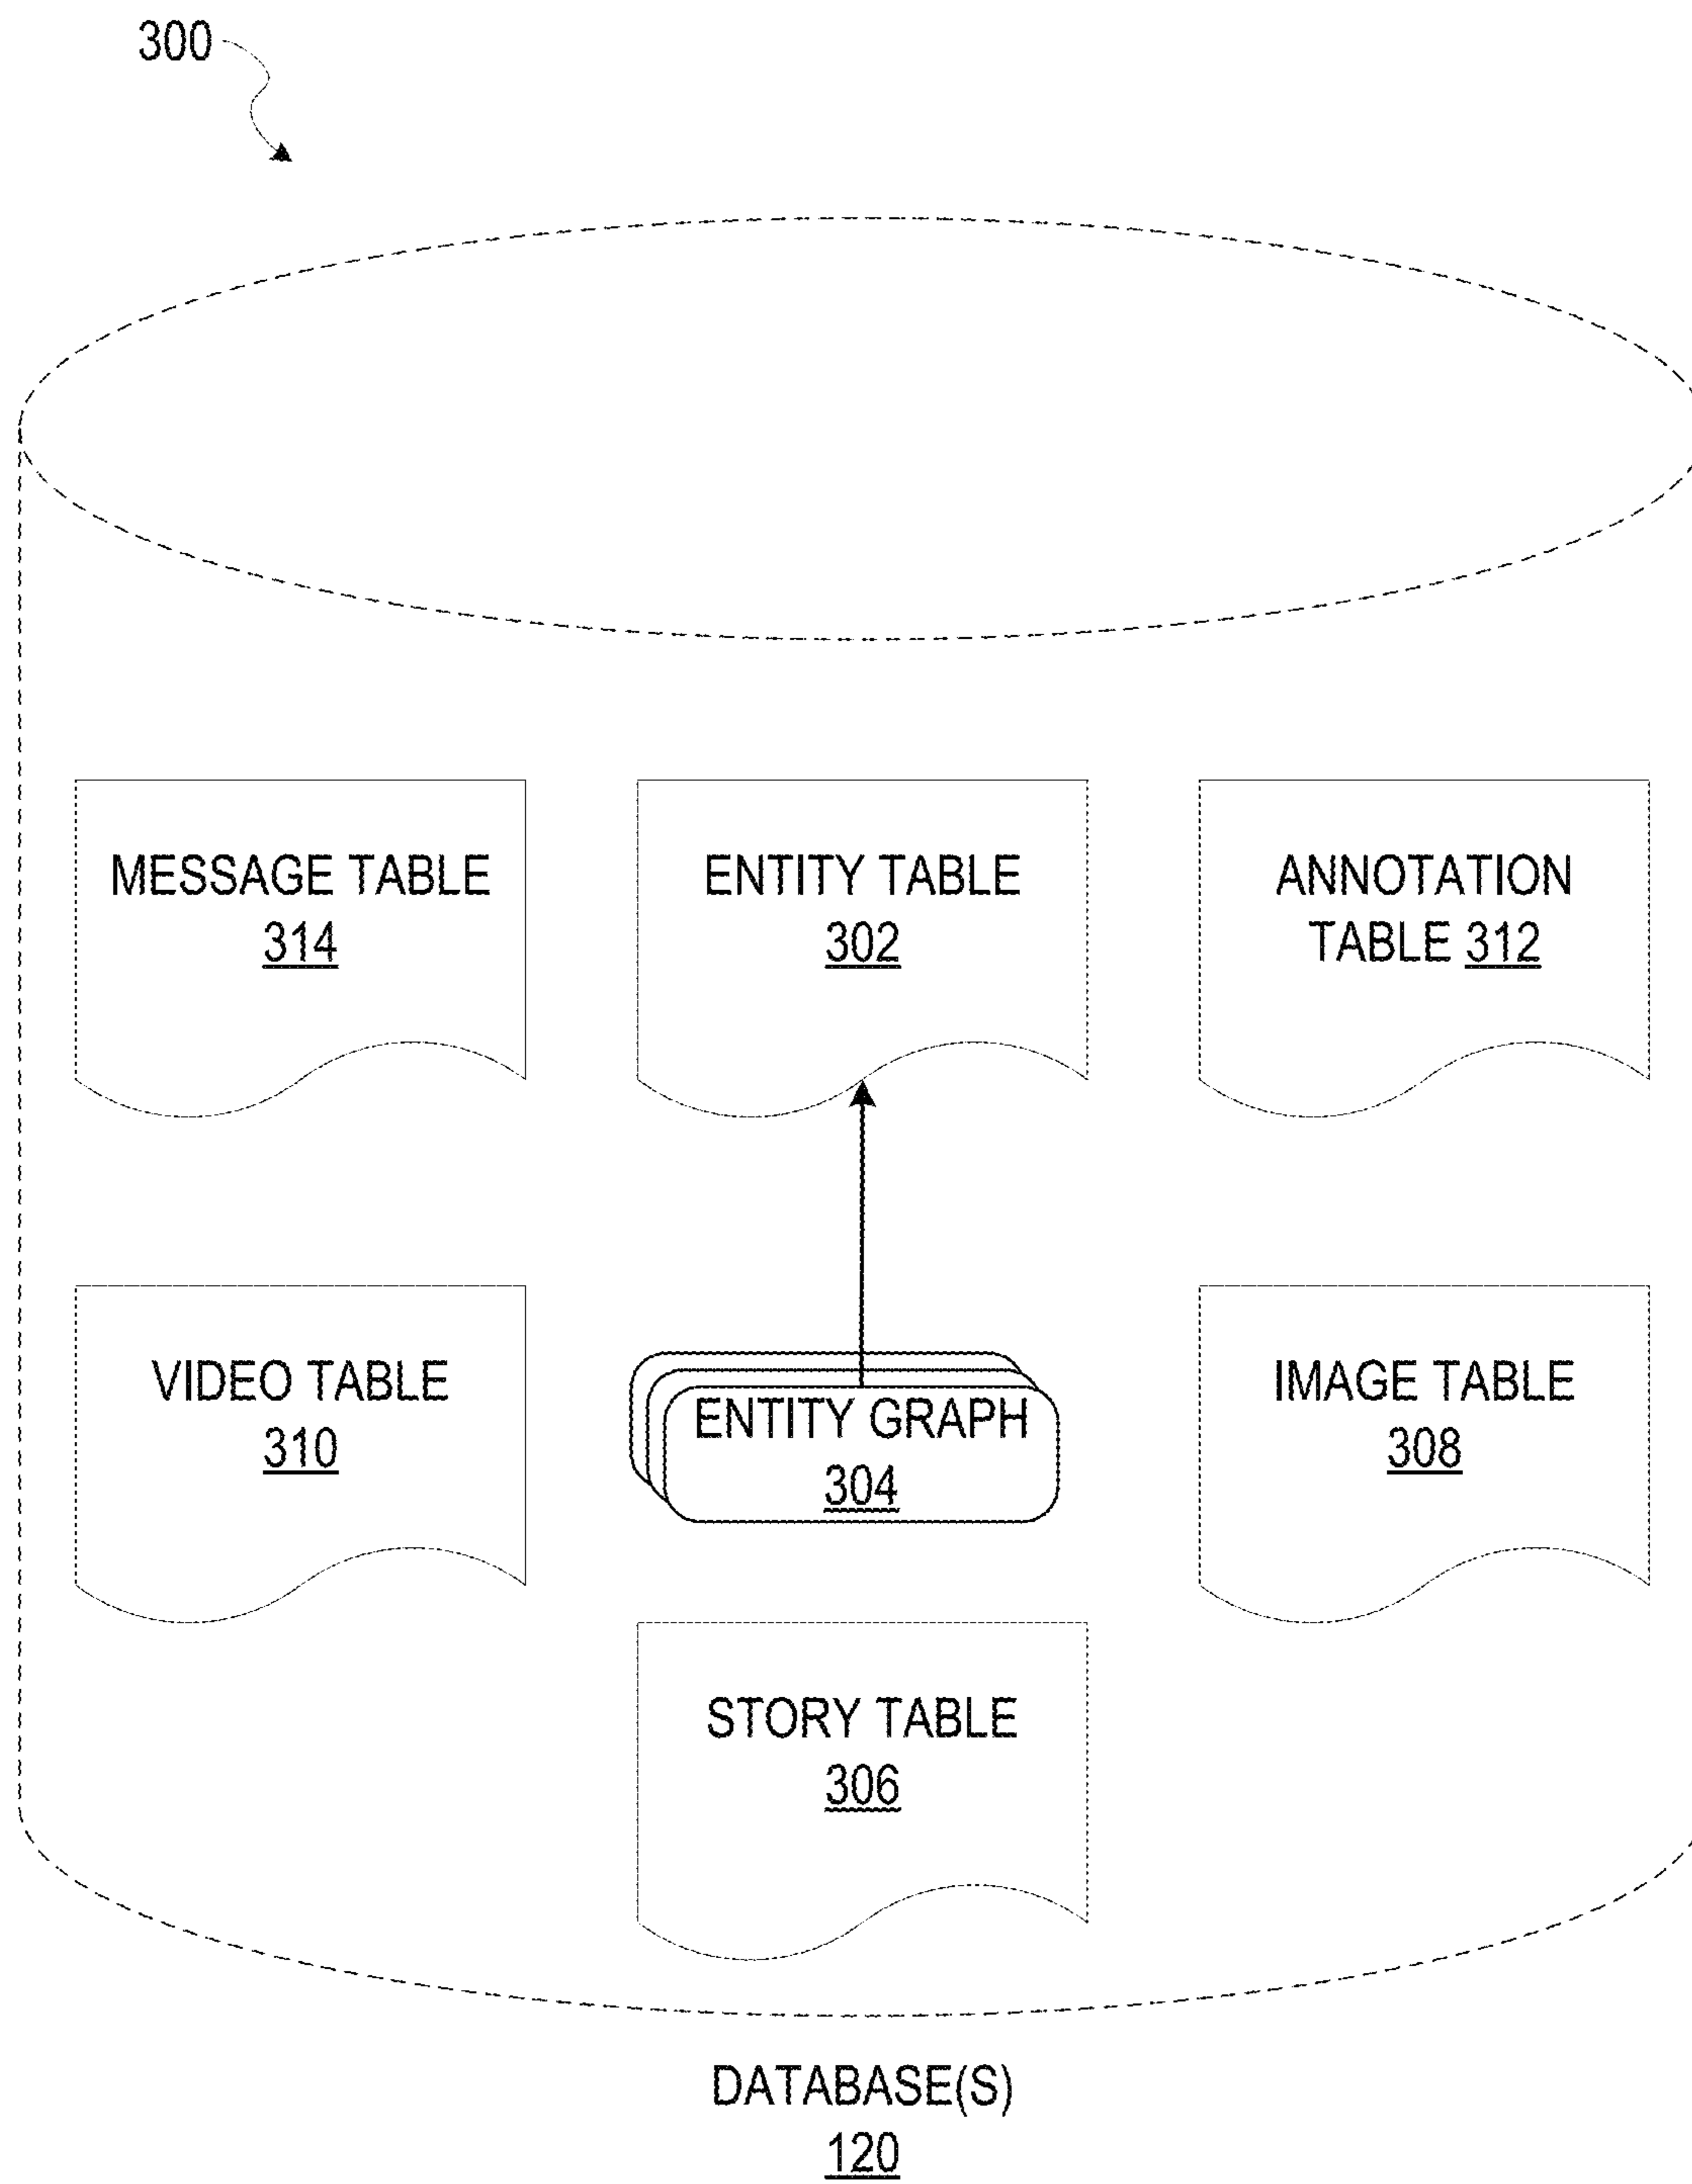 300
MESSAGE TABLE
314
ENTITY TABLE
302
ANNOTATION
TABLE 312
VIDEO TABLE
310
ENTITY GRAPH
304
IMAGE TABLE
308
STORY TABLE
306
DATABASE(S)
120